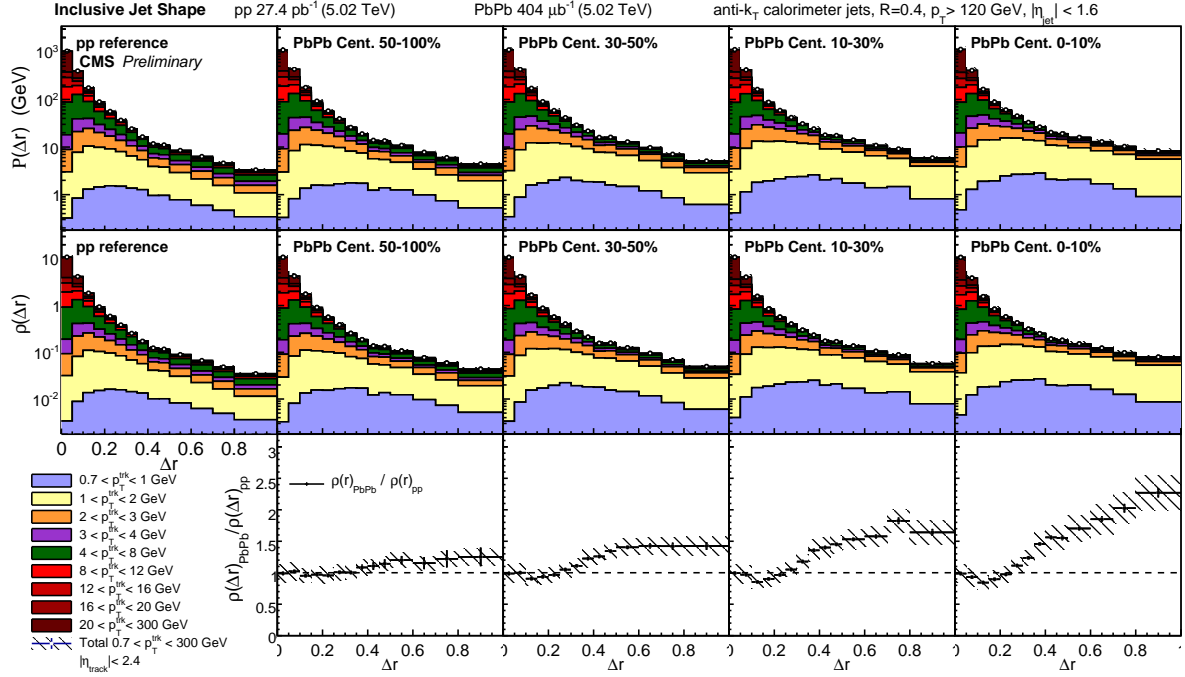 Inclusive Jet Shape pp 27.4 pb⁻¹ (5.02 TeV) PbPb 404 μb⁻¹ (5.02 TeV) anti-k_T calorimeter jets, R=0.4, p_T > 120 GeV, |η_jet| < 1.6
pp reference PbPb Cent. 50-100% PbPb Cent. 30-50% PbPb Cent. 10-30% PbPb Cent. 0-10%
CMS Preliminary
P(Δr) (GeV)
10³
10²
10
1
pp reference PbPb Cent. 50-100% PbPb Cent. 30-50% PbPb Cent. 10-30% PbPb Cent. 0-10%
ρ(Δr)
10
1
10⁻¹
10⁻²
0 0.2 0.4 0.6 0.8
Δr
0.7 < p_T^trk < 1 GeV
1 < p_T^trk < 2 GeV
2 < p_T^trk < 3 GeV
3 < p_T^trk < 4 GeV
4 < p_T^trk < 8 GeV
8 < p_T^trk < 12 GeV
12 < p_T^trk < 16 GeV
16 < p_T^trk < 20 GeV
20 < p_T^trk < 300 GeV
Total 0.7 < p_T^trk < 300 GeV
|η_track| < 2.4
ρ(Δr)_PbPb/ρ(Δr)_pp
3
2.5
2
1.5
1
0.5
0
ρ(r)_PbPb / ρ(r)_pp
0.2 0.4 0.6 0.8 0.2 0.4 0.6 0.8 0.2 0.4 0.6 0.8 0.2 0.4 0.6 0.8 1
Δr Δr Δr Δr